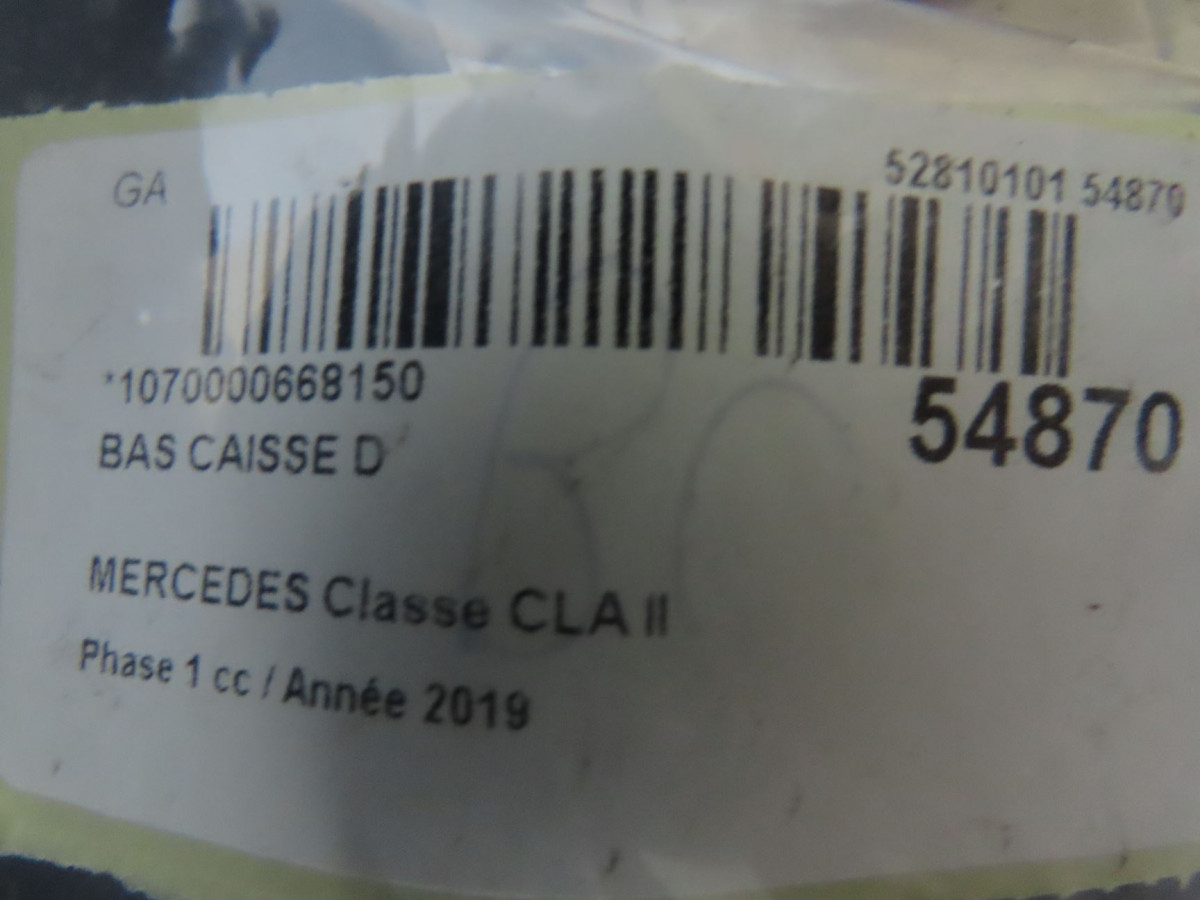 GA
52810101 54870
*1070000668150
54870
BAS CAISSE D
MERCEDES Classe CLA II
Phase 1 cc / Année 2019